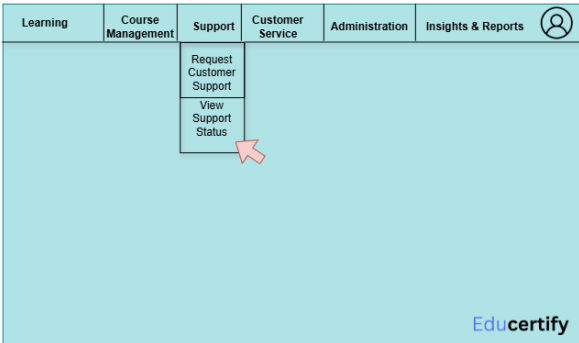 Learning
Course
Management
Support
Customer
Service
Administration
Insights & Reports
Request
Customer
Support
View
Support
Status
Educertify